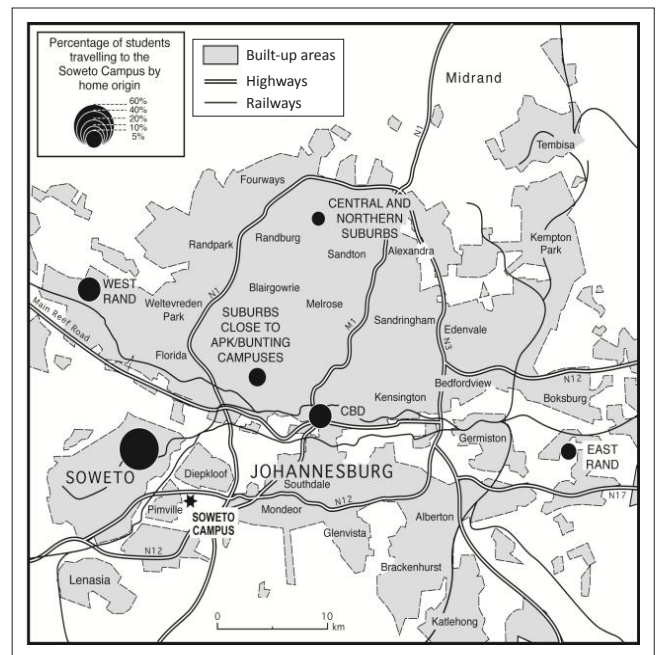 Percentage of students
travelling to the
Soweto Campus by
home origin
60%
40%
20%
10%
5%
Built-up areas
Highways
Railways
Midrand
N1
Tembisa
Fourways
CENTRAL AND
NORTHERN
SUBURBS
Randpark
Randburg
Sandton
Alexandra
Kempton
Park
WEST
RAND
N1
Blairgowrie
Weltevreden
Park
Melrose
SUBURBS
CLOSE TO
APK/BUNTING
CAMPUSES
M1
Main Reef Road
Sandringham
Edenvale
N3
Florida
Bedfordview
N12
Kensington
Boksburg
CBD
Germiston
EAST
RAND
SOWETO
Diepkloof
JOHANNESBURG
Southdale
N12
N17
Pimville
SOWETO
CAMPUS
Mondeor
Alberton
Glenvista
N12
Brackenhurst
Lenasia
Katlehong
0 10
km